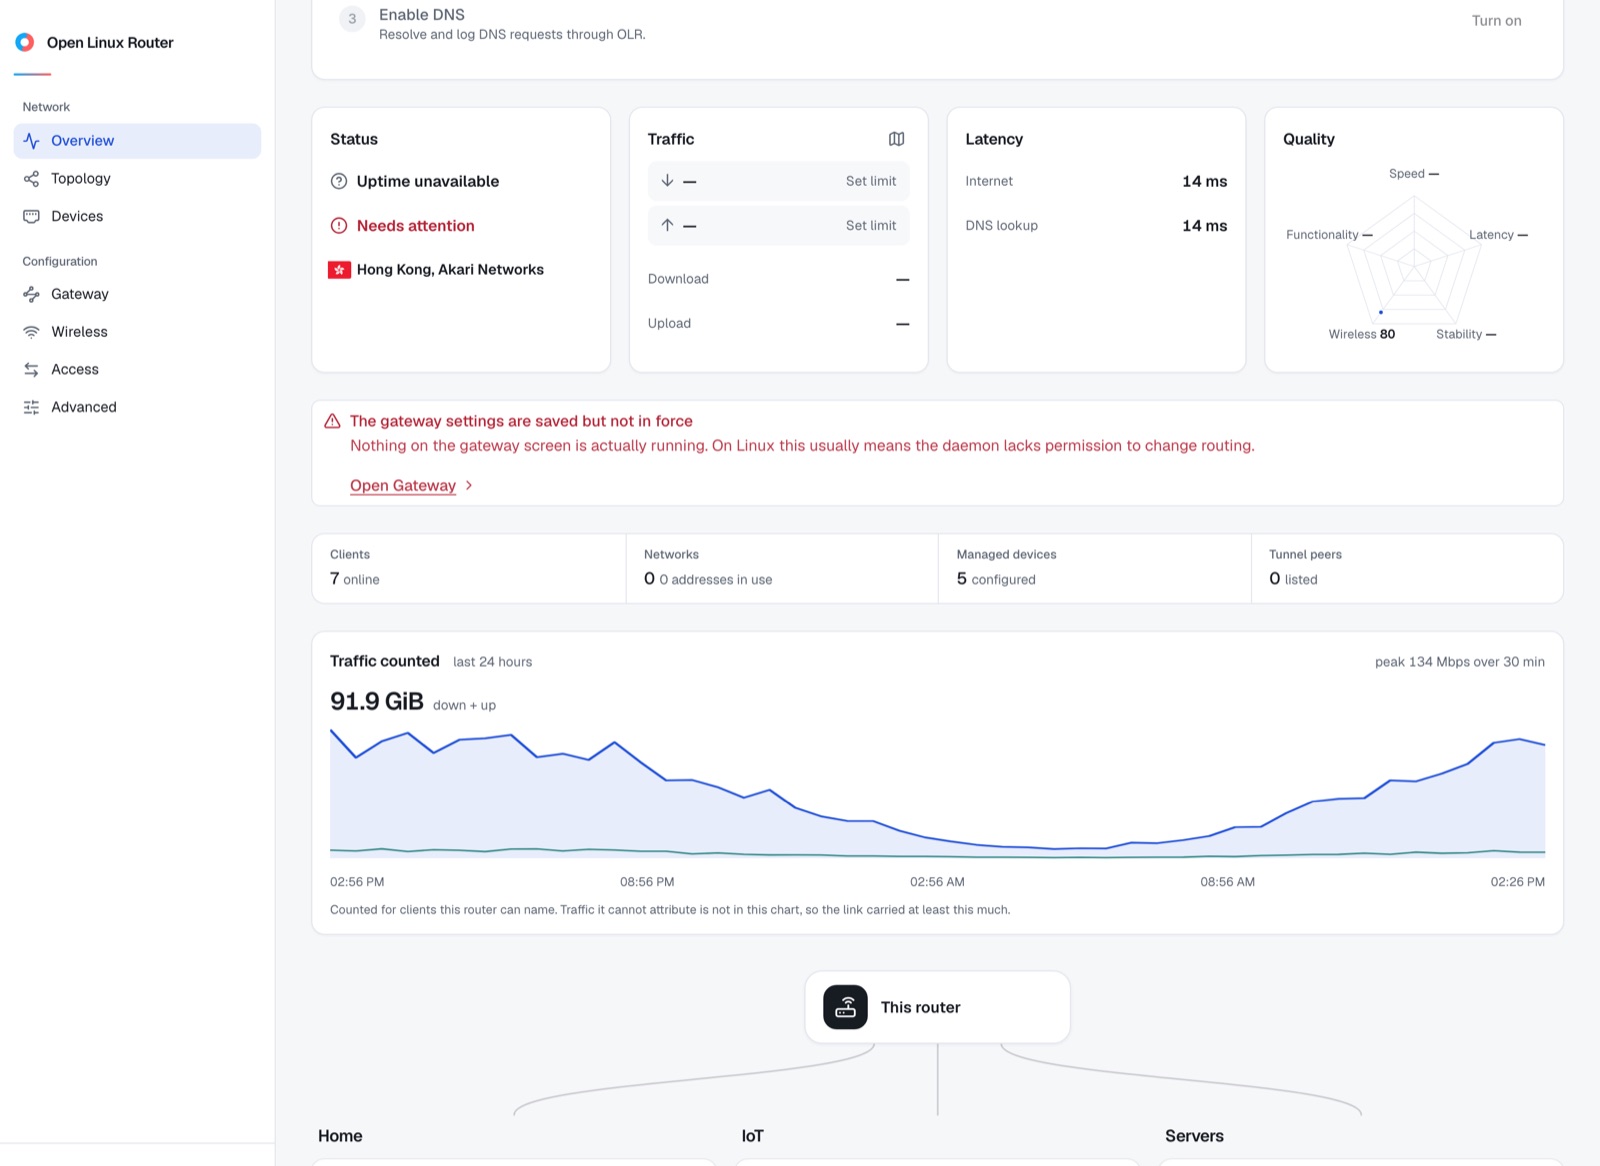 Open Linux Router
Network
Overview
Topology
Devices
Configuration
Gateway
Wireless
Access
Advanced
3
Enable DNS
Resolve and log DNS requests through OLR.
Turn on
Status
Uptime unavailable
Needs attention
Hong Kong, Akari Networks
Traffic
— Set limit
— Set limit
Download —
Upload —
Latency
Internet 14 ms
DNS lookup 14 ms
Quality
Speed —
Functionality —
Latency —
Wireless 80
Stability —
The gateway settings are saved but not in force
Nothing on the gateway screen is actually running. On Linux this usually means the daemon lacks permission to change routing.
Open Gateway
Clients
7 online
Networks
0 0 addresses in use
Managed devices
5 configured
Tunnel peers
0 listed
Traffic counted last 24 hours
peak 134 Mbps over 30 min
91.9 GiB down + up
02:56 PM 08:56 PM 02:56 AM 08:56 AM 02:26 PM
Counted for clients this router can name. Traffic it cannot attribute is not in this chart, so the link carried at least this much.
This router
Home
IoT
Servers